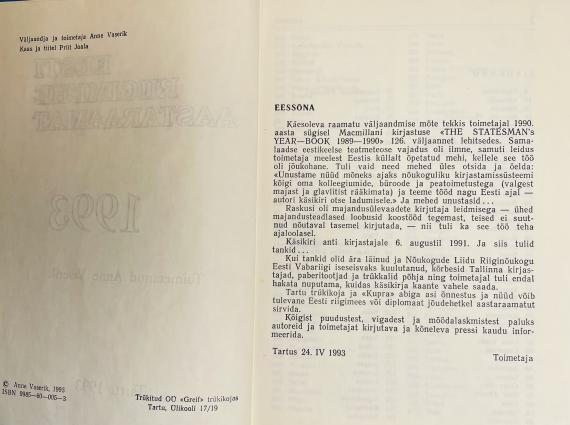 Väljaandja ja toimetaja Anne Vaserik
Kaas ja tiitel Priit Joala
© Anne Vaserik, 1993
ISBN 9985—60—005—3
Trükitud OÜ «Greif» trükikojas
Tartu, Ülikooli 17/19
EESSÕNA
Käesoleva raamatu väljaandmise mõte tekkis toimetajal 1990.
aasta sügisel Macmillani kirjastuse «THE STATESMAN's
YEAR—BOOK 1989—1990» 126. väljaannet lehitsedes. Sama-
laadse eestikeelse teatmeteose vajadus oli ilmne, samuti leidus
toimetaja meelest Eestis küllalt õpetatud mehi, kellele see töö
oli jõukohane. Tuli vaid need mehed üles otsida ja öelda:
«Unustame nüüd mõneks ajaks nõukoguliku kirjastamissüsteemi
kõigi oma kolleegiumide, büroode ja peatoimetustega (valgest
majast ja glavlitist rääkimata) ja teeme tööd nagu Eesti ajal —
autori käsikiri otse ladumisele.» Ja mehed unustasid...
Raskusi oli majandusülevaadete kirjutaja leidmisega — ühed
majandusteadlased loobusid koostööd tegemast, teised ei suut-
nud nõutaval tasemel kirjutada, — nii tuli ka see töö teha
ajaloolasel.
Käsikiri anti kirjastajale 6. augustil 1991. Ja siis tulid
tankid...
Kui tankid olid ära läinud ja Nõukogude Liidu Riiginõukogu
Eesti Vabariigi iseseisvaks kuulutanud, kõrbesid Tallinna kirjas-
tajad, paberitootjad ja trükkalid põhja ning toimetajal tuli endal
hakata nuputama, kuidas käsikirja kaante vahele saada.
Tartu trükikoja ja «Kupra» abiga asi õnnestus ja nüüd võib
tulevane Eesti riigimees või diplomaat jõudehetkel aastaraamatut
sirvida.
Kõigist puudustest, vigadest ja möödalaskmistest paluks
autoreid ja toimetajat kirjutava ja kõneleva pressi kaudu infor-
meerida.
Tartus 24. IV 1993
Toimetaja